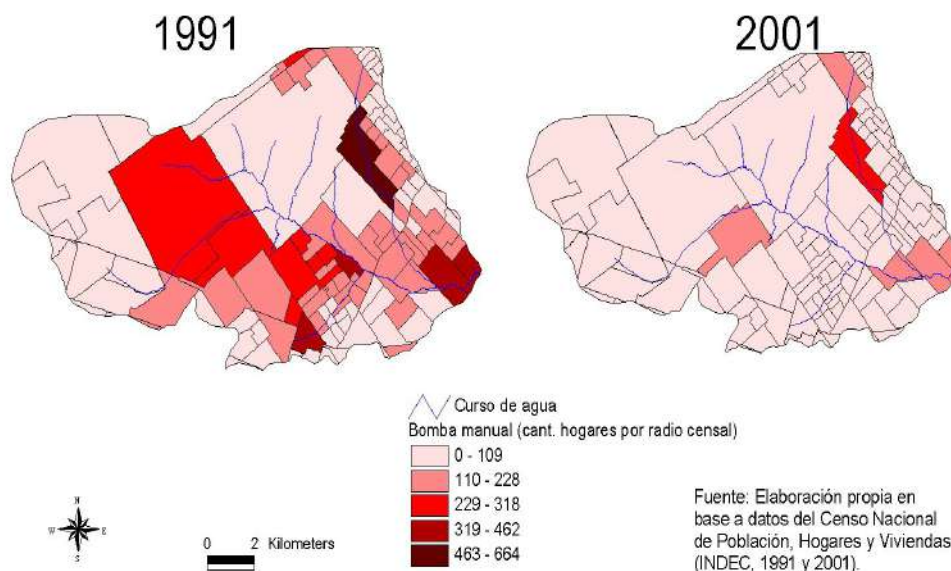 1991
2001
Curso de agua
Bomba manual (cant. hogares por radio censal)
0 - 109
110 - 228
229 - 318
319 - 462
463 - 664
N
W E
S
0 2 Kilometers
Fuente: Elaboración propia en
base a datos del Censo Nacional
de Población, Hogares y Viviendas
(INDEC, 1991 y 2001).